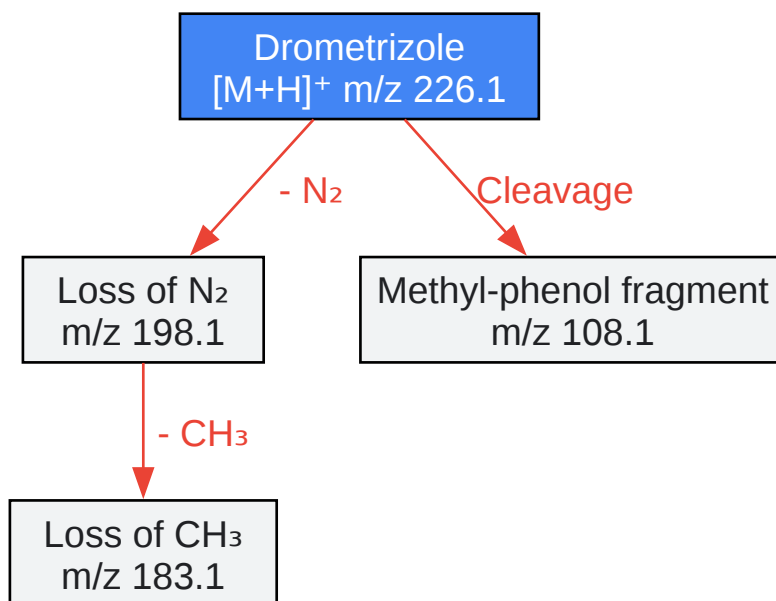 Drometrizole
[M+H]⁺ m/z 226.1
- N₂
Cleavage
Loss of N₂
m/z 198.1
Methyl-phenol fragment
m/z 108.1
- CH₃
Loss of CH₃
m/z 183.1